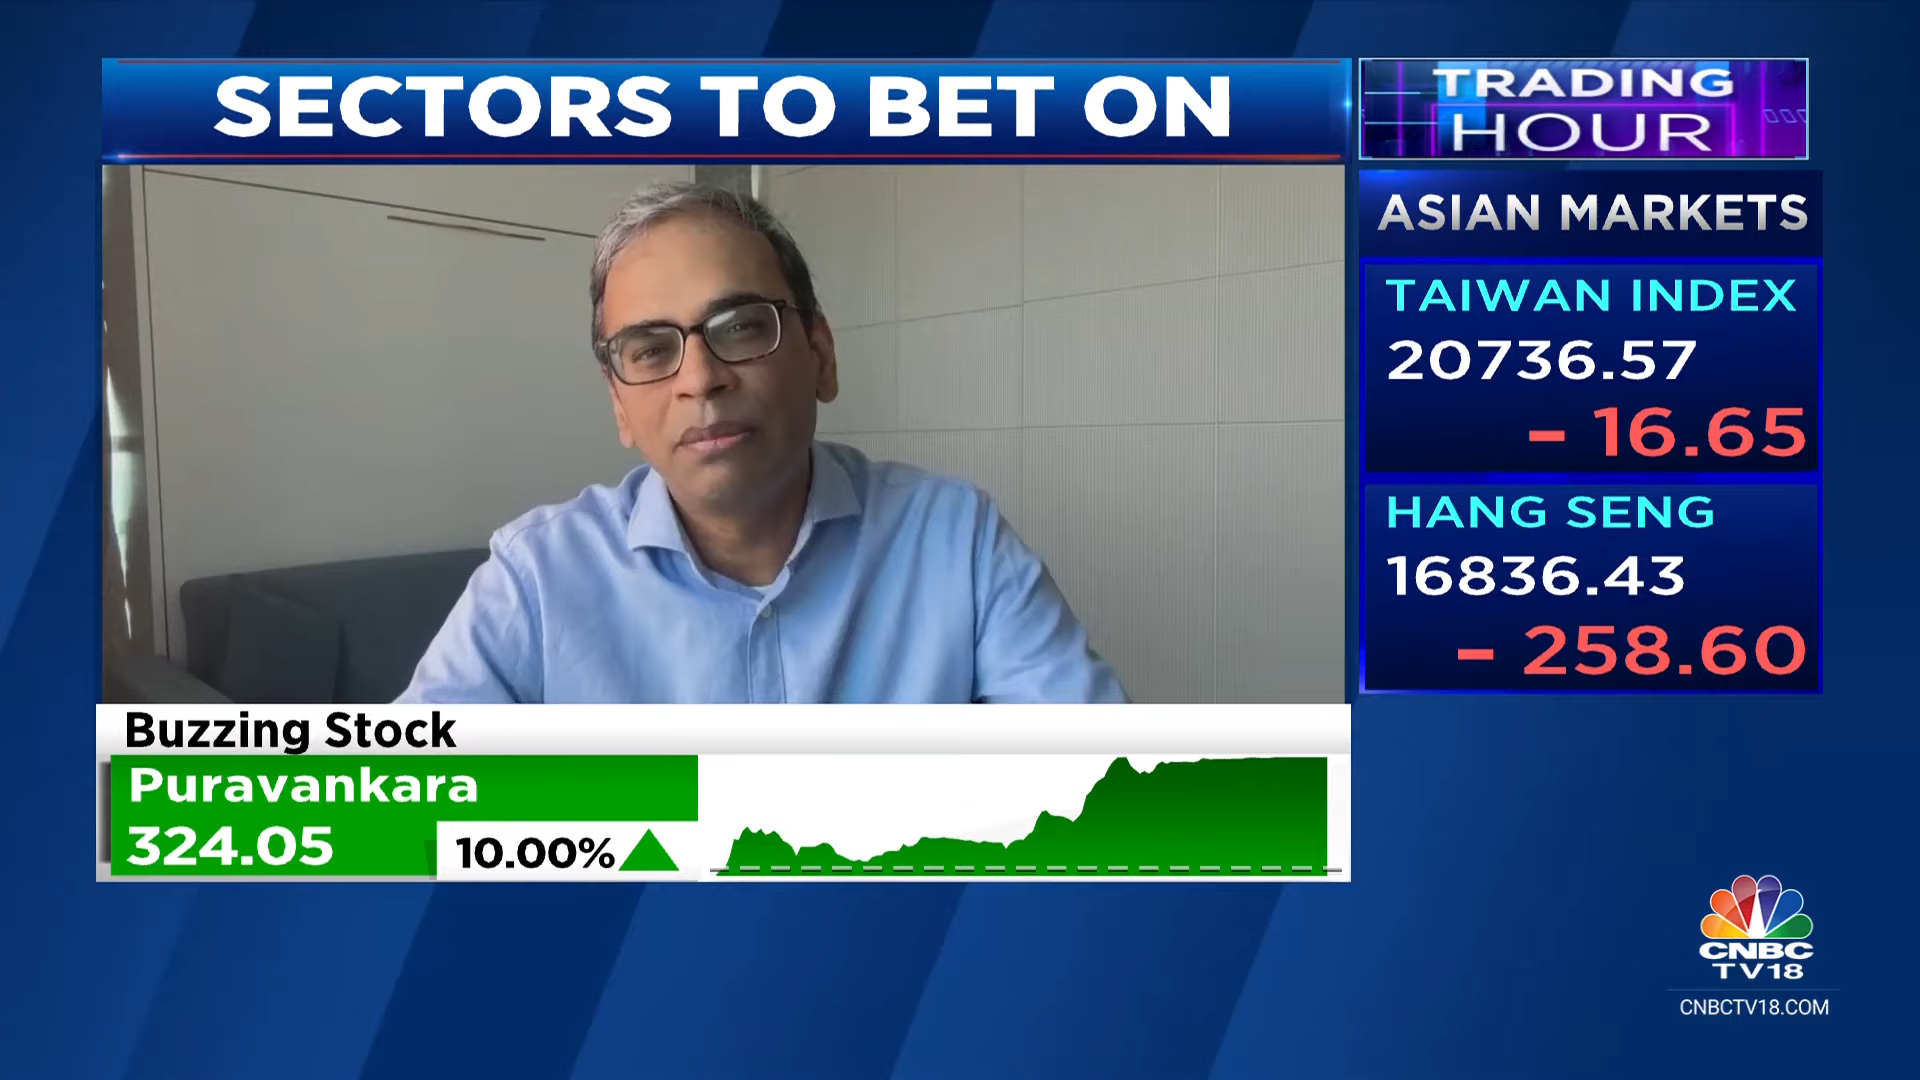 SECTORS TO BET ON
TRADING
HOUR
ASIAN MARKETS
TAIWAN INDEX
20736.57
– 16.65
HANG SENG
16836.43
– 258.60
Buzzing Stock
Puravankara
324.05
10.00%
CNBC
TV18
CNBCTV18.COM